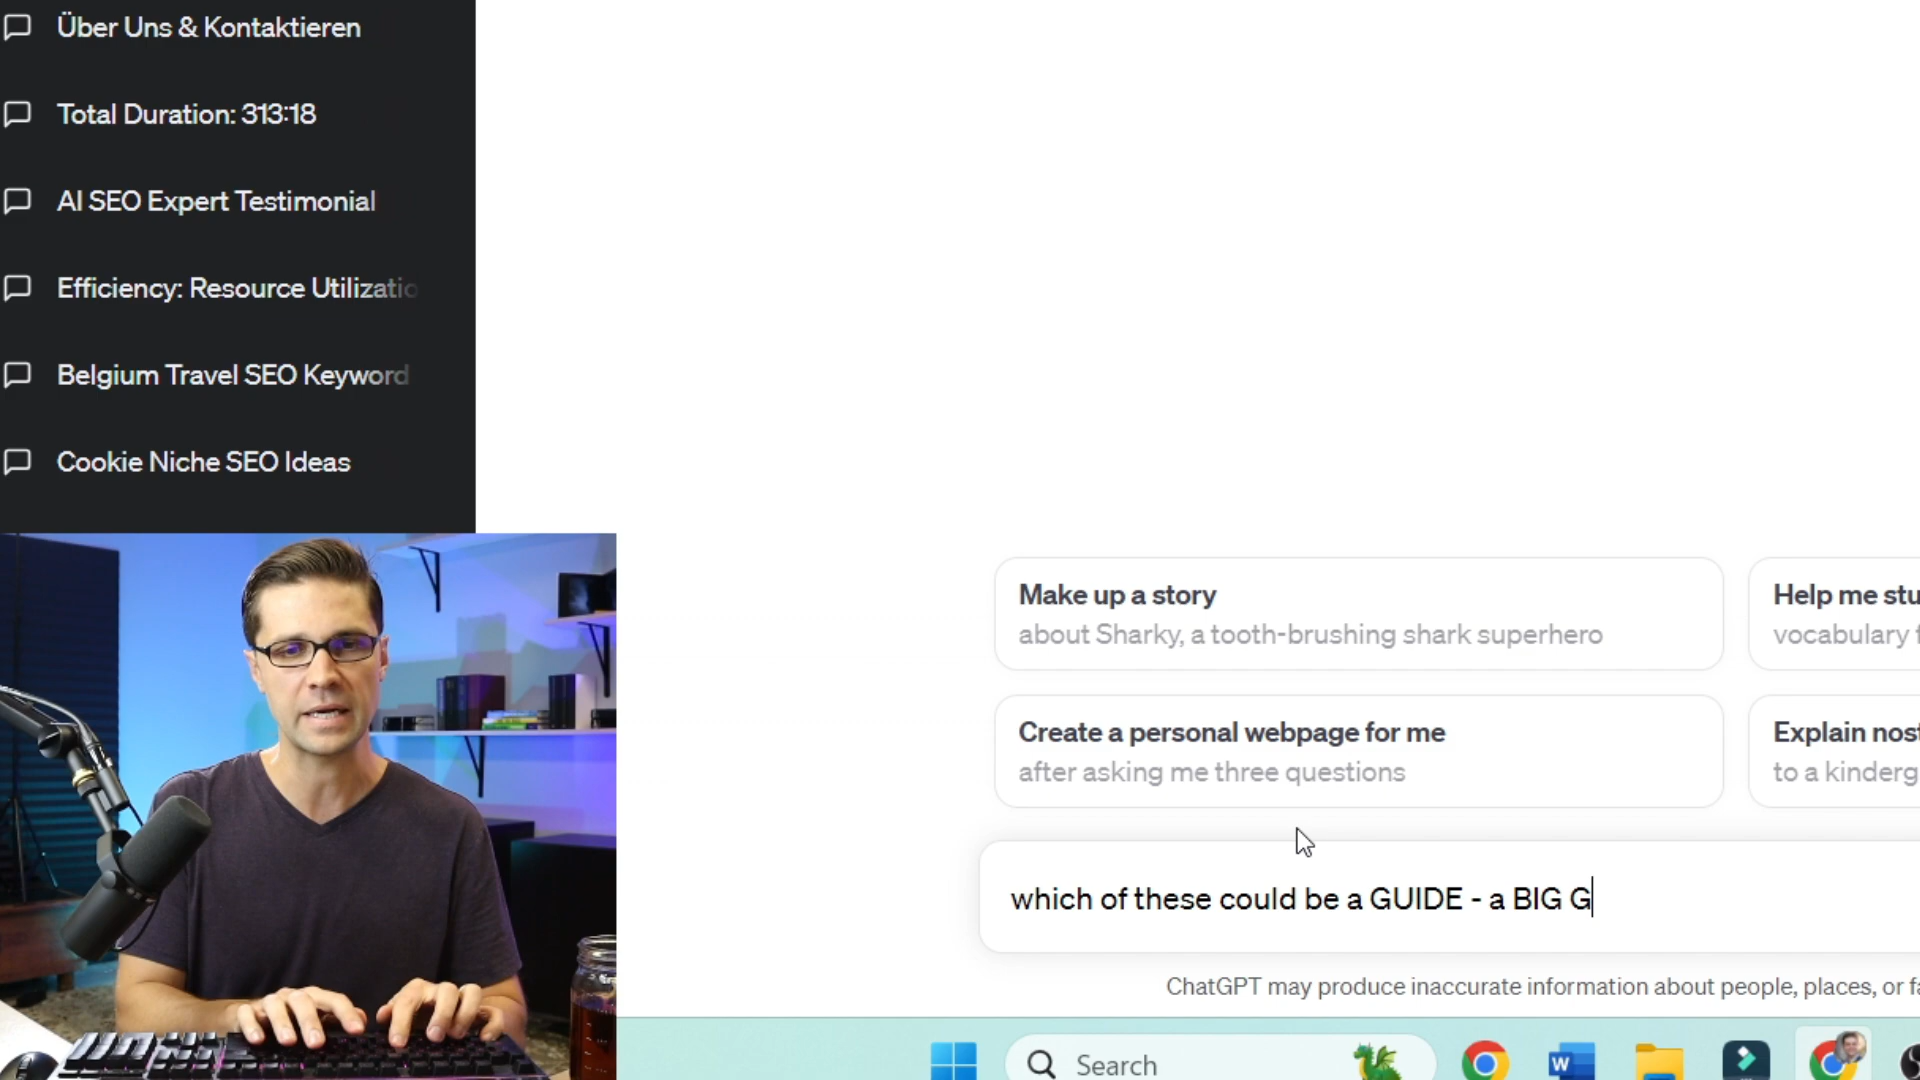 Über Uns & Kontaktieren
Total Duration: 313:18
AI SEO Expert Testimonial
Efficiency: Resource Utilizatio
Belgium Travel SEO Keyword
Cookie Niche SEO Ideas
Make up a story
about Sharky, a tooth-brushing shark superhero
Help me stu
vocabulary f
Create a personal webpage for me
after asking me three questions
Explain nost
to a kinderg
which of these could be a GUIDE - a BIG G
ChatGPT may produce inaccurate information about people, places, or fa
Search
W